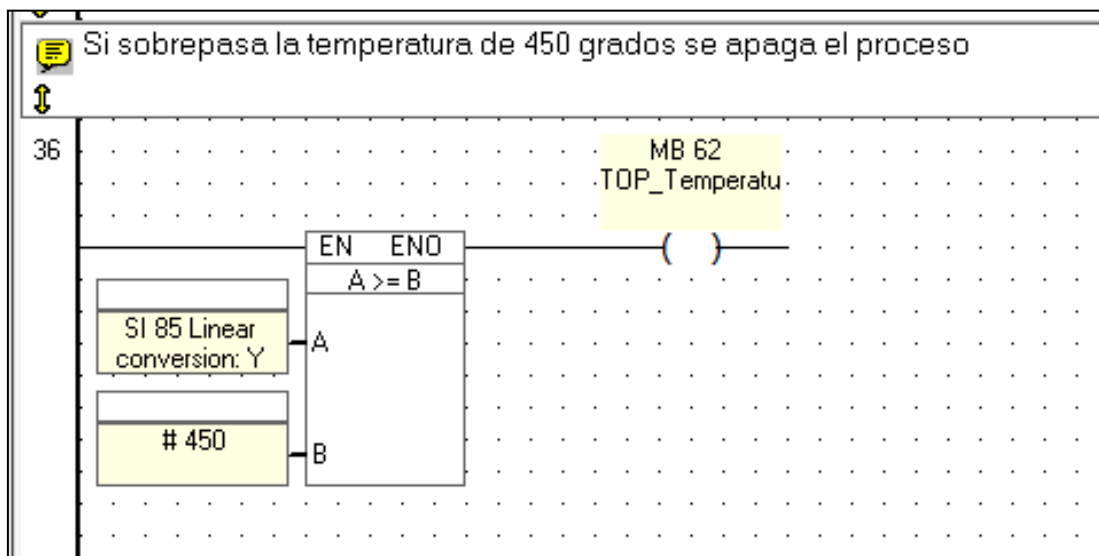 Si sobrepasa la temperatura de 450 grados se apaga el proceso
36
MB 62
TOP_Temperatu
EN ENO
A >= B
SI 85 Linear
conversion: Y
A
# 450
B